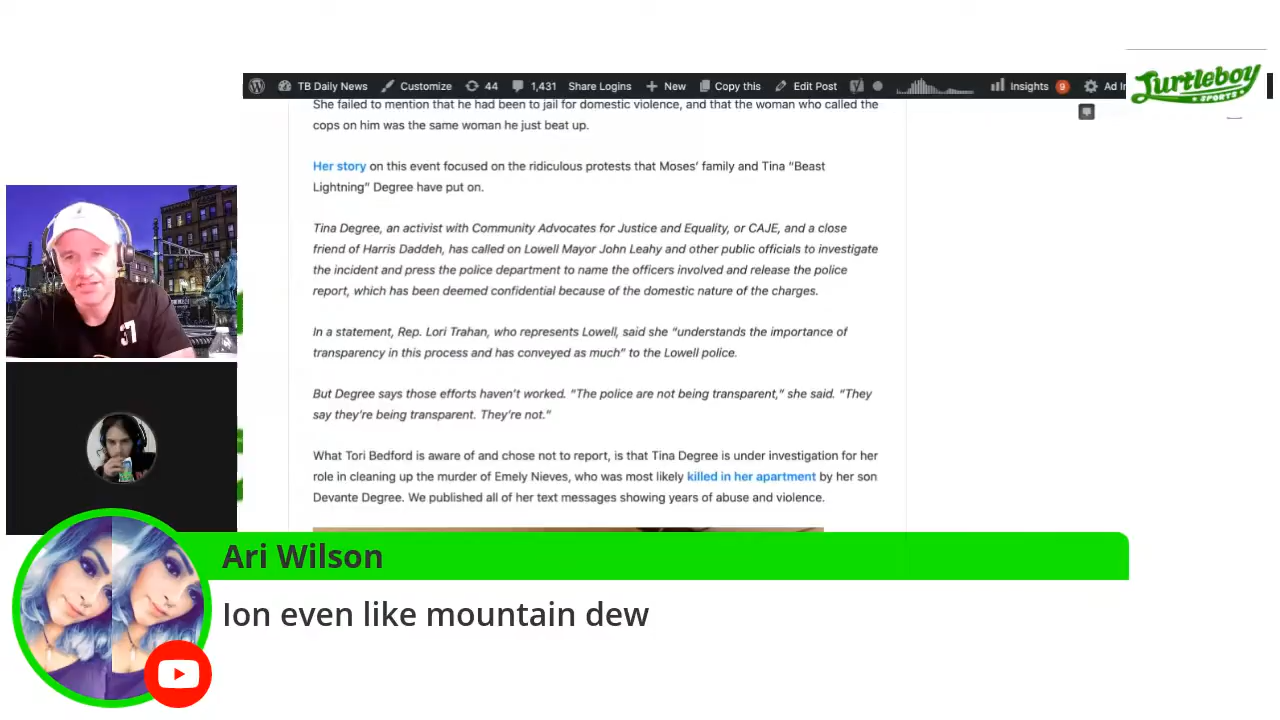 TB Daily News Customize 44 1,431 Share Logins New Copy this Edit Post Insights 9 Ad
Turtleboy
SPORTS
She failed to mention that he had been to jail for domestic violence, and that the woman who called the
cops on him was the same woman he just beat up.
Her story on this event focused on the ridiculous protests that Moses' family and Tina "Beast
Lightning" Degree have put on.
Tina Degree, an activist with Community Advocates for Justice and Equality, or CAJE, and a close
friend of Harris Daddeh, has called on Lowell Mayor John Leahy and other public officials to investigate
the incident and press the police department to name the officers involved and release the police
report, which has been deemed confidential because of the domestic nature of the charges.
In a statement, Rep. Lori Trahan, who represents Lowell, said she "understands the importance of
transparency in this process and has conveyed as much" to the Lowell police.
But Degree says those efforts haven't worked. "The police are not being transparent," she said. "They
say they're being transparent. They're not."
What Tori Bedford is aware of and chose not to report, is that Tina Degree is under investigation for her
role in cleaning up the murder of Emely Nieves, who was most likely killed in her apartment by her son
Devante Degree. We published all of her text messages showing years of abuse and violence.
37
Ari Wilson
Ion even like mountain dew